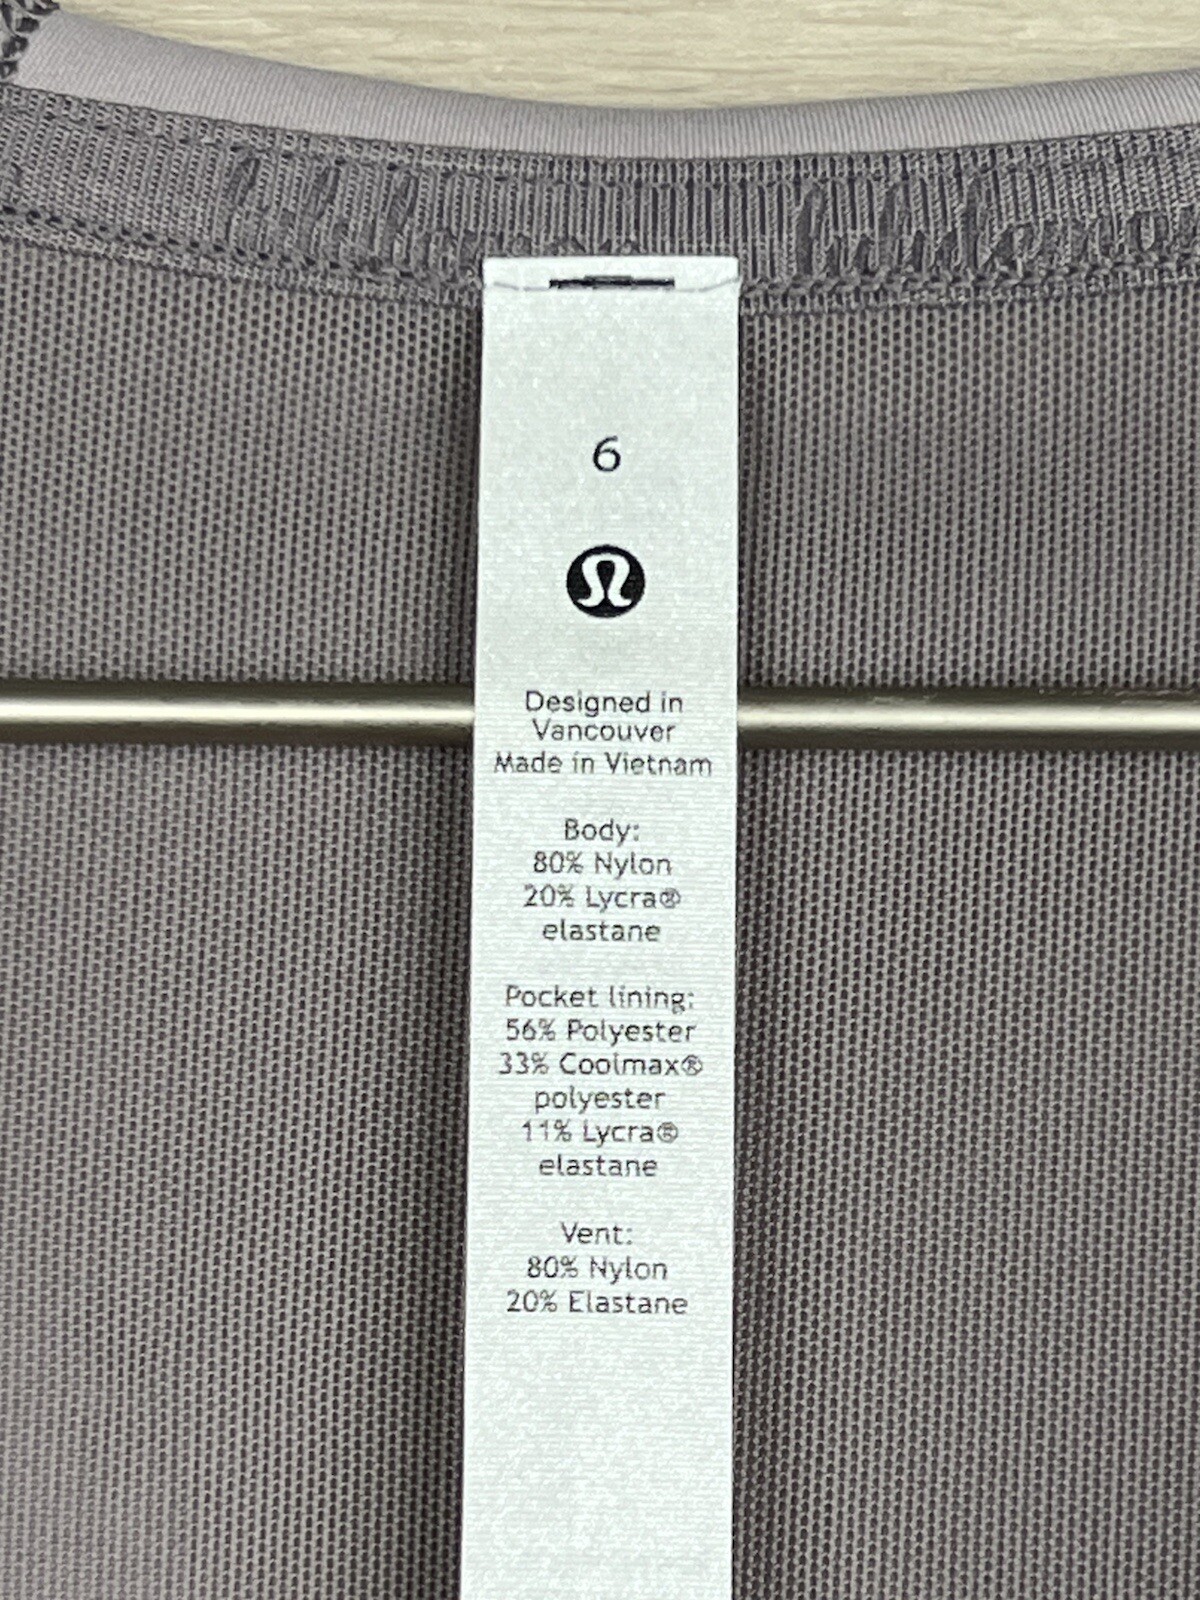 6
Designed in
Vancouver
Made in Vietnam
Body:
80% Nylon
20% Lycra®
elastane
Pocket lining:
56% Polyester
33% Coolmax®
polyester
11% Lycra®
elastane
Vent:
80% Nylon
20% Elastane